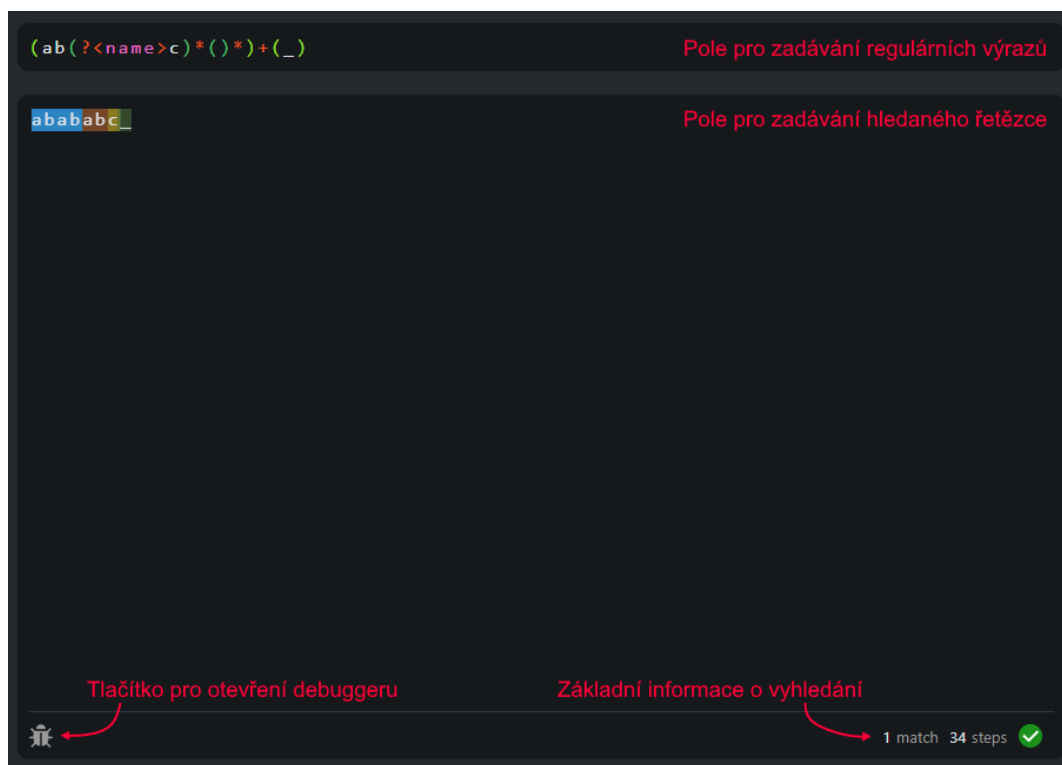 (ab(?<name>c)*()*)+(_)
Pole pro zadávání regulárních výrazů
abababc_
Pole pro zadávání hledaného řetězce
Tlačítko pro otevření debuggeru
Základní informace o vyhledání
1 match 34 steps